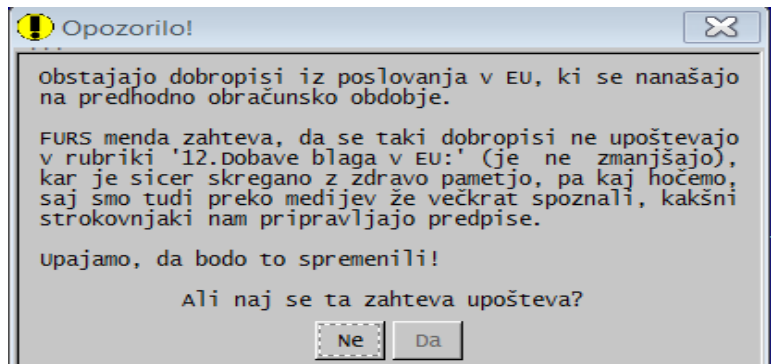 Opozorilo!
Obstajajo dobropisi iz poslovanja v EU, ki se nanašajo
na predhodno obračunsko obdobje.
FURS menda zahteva, da se taki dobropisi ne upoštevajo
v rubriki '12.Dobave blaga v EU:' (je ne zmanjšajo),
kar je sicer skregano z zdravo pametjo, pa kaj hočemo,
saj smo tudi preko medijev že večkrat spoznali, kakšni
strokovnjaki nam pripravljajo predpise.
Upajamo, da bodo to spremenili!
Ali naj se ta zahteva upošteva?
Ne Da